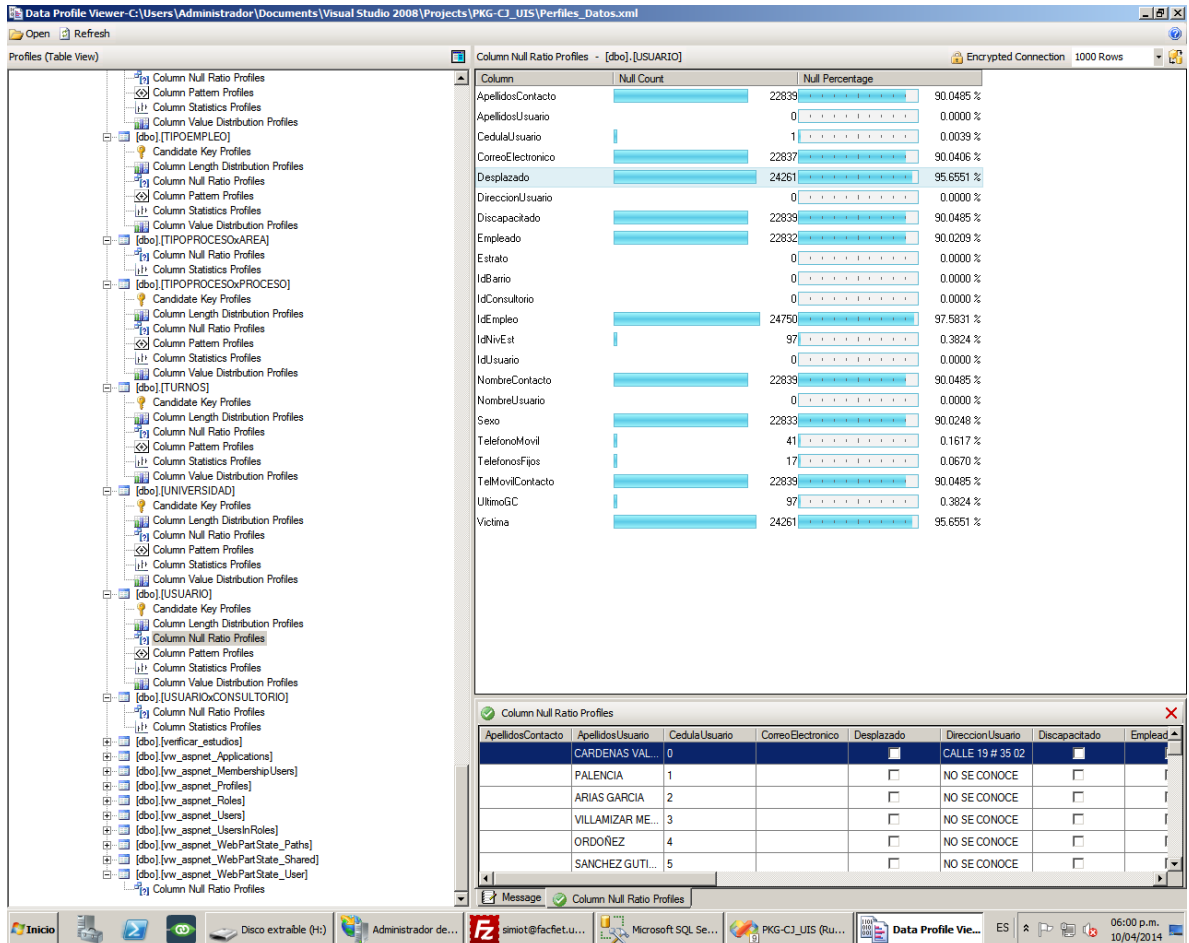 Data Profile Viewer-C:\Users\Administrador\Documents\Visual Studio 2008\Projects\PKG-CJ_UIS\Perfiles_Datos.xml
Open Refresh
Profiles (Table View)
Column Null Ratio Profiles
Column Pattern Profiles
Column Statistics Profiles
Column Value Distribution Profiles
[dbo].[TIPOEMPLEO]
Candidate Key Profiles
Column Length Distribution Profiles
Column Null Ratio Profiles
Column Pattern Profiles
Column Statistics Profiles
Column Value Distribution Profiles
[dbo].[TIPOPROCESOxAREA]
Column Null Ratio Profiles
Column Statistics Profiles
[dbo].[TIPOPROCESOxPROCESO]
Candidate Key Profiles
Column Length Distribution Profiles
Column Null Ratio Profiles
Column Pattern Profiles
Column Statistics Profiles
Column Value Distribution Profiles
[dbo].[TURNOS]
Candidate Key Profiles
Column Length Distribution Profiles
Column Null Ratio Profiles
Column Pattern Profiles
Column Statistics Profiles
Column Value Distribution Profiles
[dbo].[UNIVERSIDAD]
Candidate Key Profiles
Column Length Distribution Profiles
Column Null Ratio Profiles
Column Pattern Profiles
Column Statistics Profiles
Column Value Distribution Profiles
[dbo].[USUARIO]
Candidate Key Profiles
Column Length Distribution Profiles
Column Null Ratio Profiles
Column Pattern Profiles
Column Statistics Profiles
Column Value Distribution Profiles
[dbo].[USUARIOxCONSULTORIO]
Column Null Ratio Profiles
Column Statistics Profiles
[dbo].[verificar_estudios]
[dbo].[vw_aspnet_Applications]
[dbo].[vw_aspnet_MembershipUsers]
[dbo].[vw_aspnet_Profiles]
[dbo].[vw_aspnet_Roles]
[dbo].[vw_aspnet_Users]
[dbo].[vw_aspnet_UsersInRoles]
[dbo].[vw_aspnet_WebPartState_Paths]
[dbo].[vw_aspnet_WebPartState_Shared]
[dbo].[vw_aspnet_WebPartState_User]
Column Null Ratio Profiles
Column Null Ratio Profiles - [dbo].[USUARIO] Encrypted Connection 1000 Rows
Column Null Count Null Percentage
ApellidosContacto 22839 90.0485 %
ApellidosUsuario 0 0.0000 %
CedulaUsuario 1 0.0039 %
CorreoElectronico 22837 90.0406 %
Desplazado 24261 95.6551 %
DireccionUsuario 0 0.0000 %
Discapacitado 22839 90.0485 %
Empleado 22832 90.0209 %
Estrato 0 0.0000 %
IdBarrio 0 0.0000 %
IdConsultorio 0 0.0000 %
IdEmpleo 24750 97.5831 %
IdNivEst 97 0.3824 %
IdUsuario 0 0.0000 %
NombreContacto 22839 90.0485 %
NombreUsuario 0 0.0000 %
Sexo 22833 90.0248 %
TelefonoMovil 41 0.1617 %
TelefonosFijos 17 0.0670 %
TelMovilContacto 22839 90.0485 %
UltimoGC 97 0.3824 %
Victima 24261 95.6551 %
Column Null Ratio Profiles
ApellidosContacto ApellidosUsuario CedulaUsuario CorreoElectronico Desplazado DireccionUsuario Discapacitado Emplead
CARDENAS VAL... 0 CALLE 19 # 35 02
PALENCIA 1 NO SE CONOCE
ARIAS GARCIA 2 NO SE CONOCE
VILLAMIZAR ME... 3 NO SE CONOCE
ORDOÑEZ 4 NO SE CONOCE
SANCHEZ GUTI... 5 NO SE CONOCE
Message Column Null Ratio Profiles
Inicio Disco extraíble (H:) Administrador de... simiot@facfiet.u... Microsoft SQL Se... 9 PKG-CJ_UIS (Ru... Data Profile Vie... ES 06:00 p.m.
10/04/2014